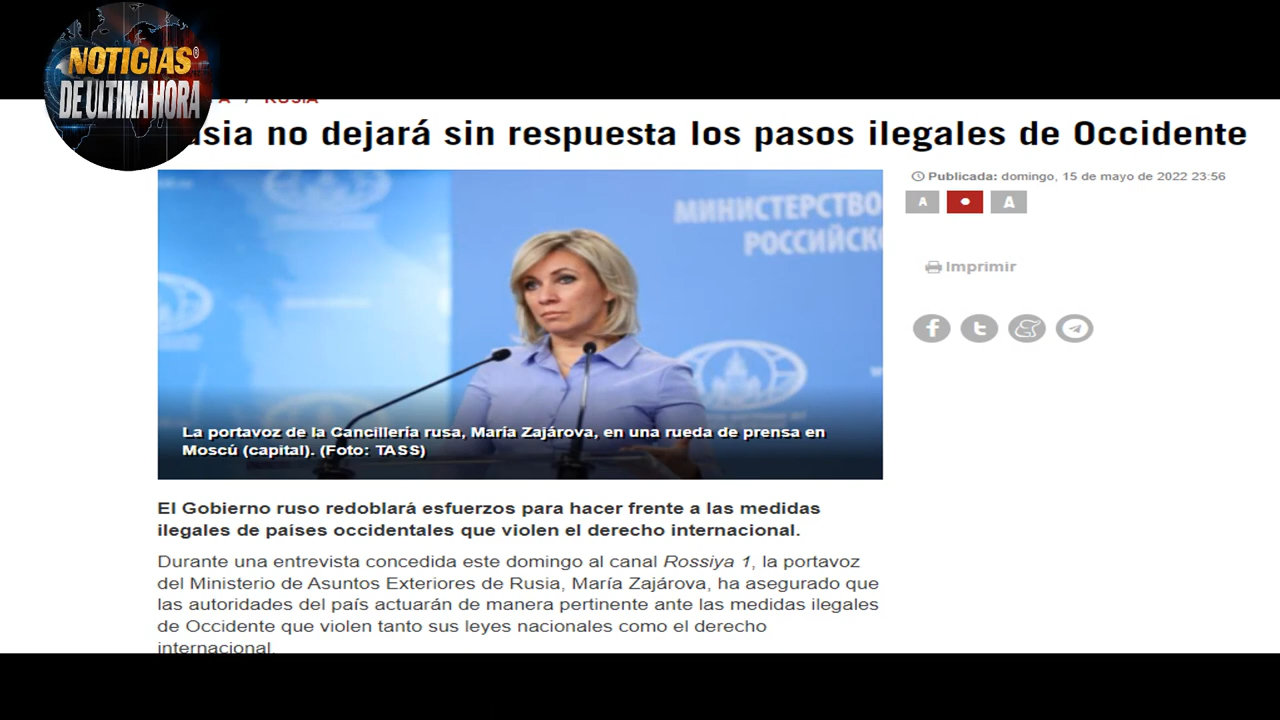 NOTICIAS®
DE ULTIMA HORA
/ RUSIA
usia no dejará sin respuesta los pasos ilegales de Occidente
Publicada: domingo, 15 de mayo de 2022 23:56
A A
Imprimir
МИНИСТЕРСТВО
РОССИЙСКО
La portavoz de la Cancillería rusa, María Zajárova, en una rueda de prensa en
Moscú (capital). (Foto: TASS)
El Gobierno ruso redoblará esfuerzos para hacer frente a las medidas
ilegales de países occidentales que violen el derecho internacional.
Durante una entrevista concedida este domingo al canal Rossiya 1, la portavoz
del Ministerio de Asuntos Exteriores de Rusia, María Zajárova, ha asegurado que
las autoridades del país actuarán de manera pertinente ante las medidas ilegales
de Occidente que violen tanto sus leyes nacionales como el derecho
internacional.